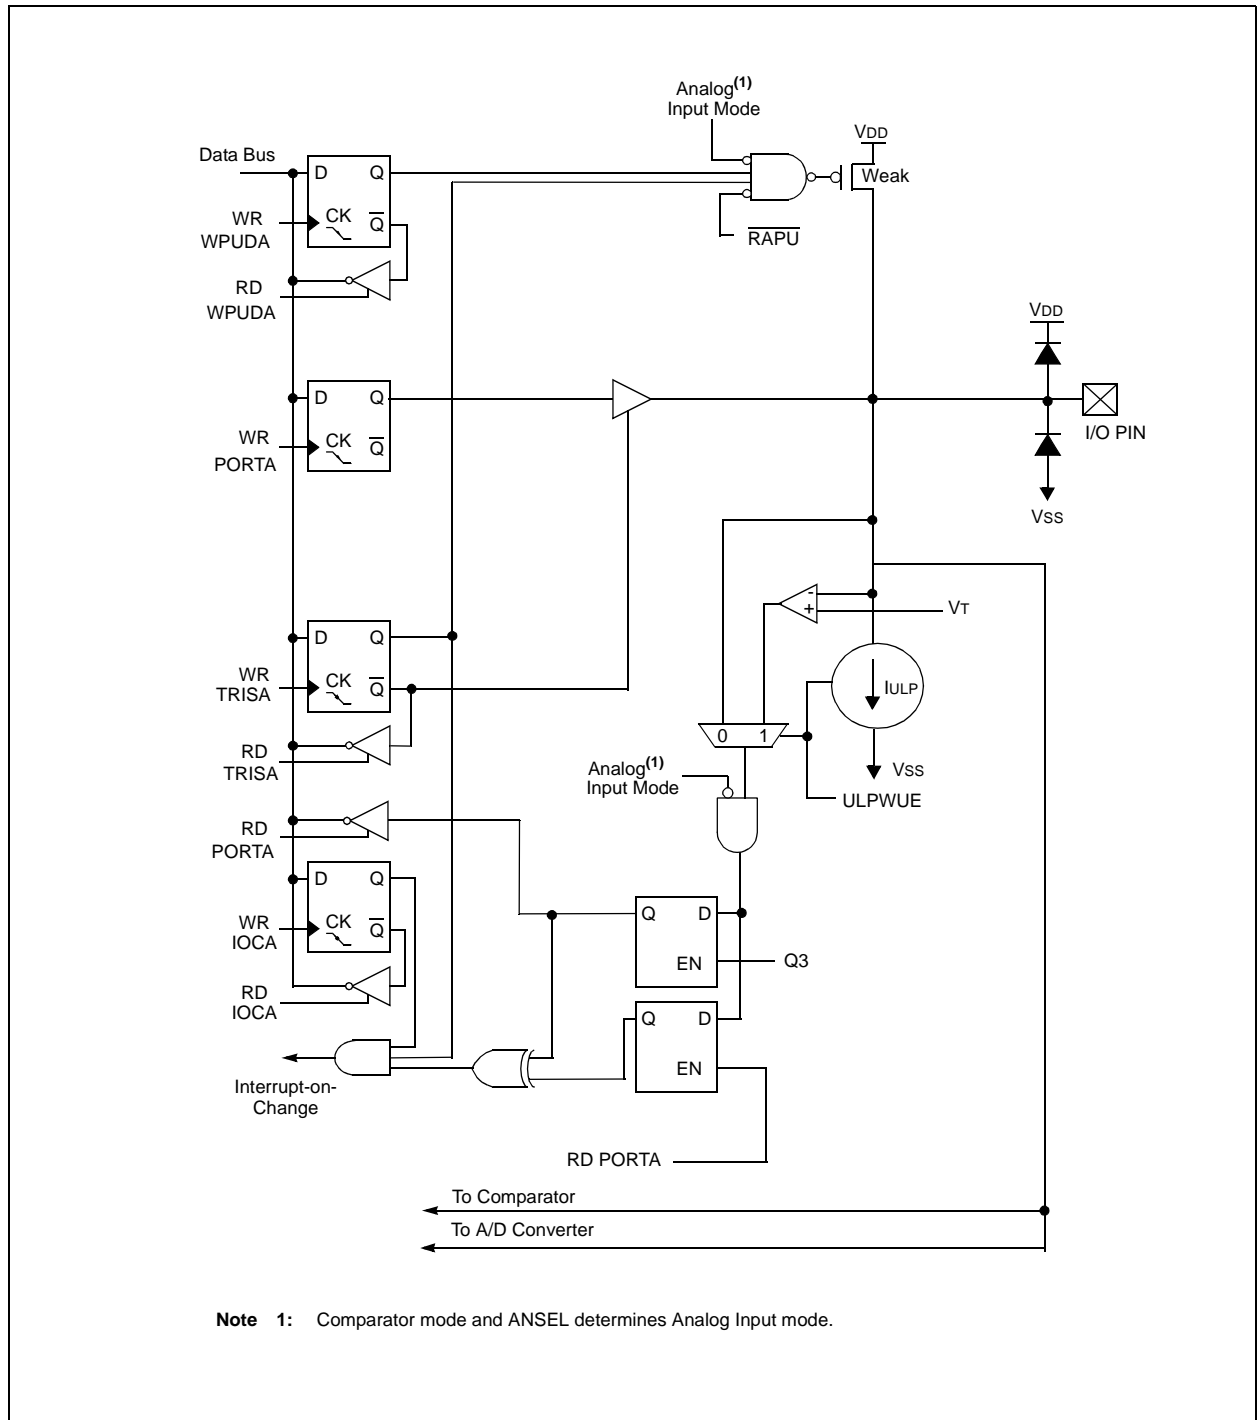 Analog(1)
Input Mode
VDD
Data Bus
D Q
Weak
WR
WPUDA
CK Q
RAPU
RD
WPUDA
VDD
D Q
WR
PORTA
CK Q
I/O PIN
VSS
-
+
VT
D Q
WR
TRISA
CK Q
IULP
0 1
RD
TRISA
Analog(1)
Input Mode
VSS
ULPWUE
RD
PORTA
D Q
Q D
WR
IOCA
CK Q
EN
Q3
RD
IOCA
Q D
EN
Interrupt-on-
Change
RD PORTA
To Comparator
To A/D Converter
Note 1: Comparator mode and ANSEL determines Analog Input mode.